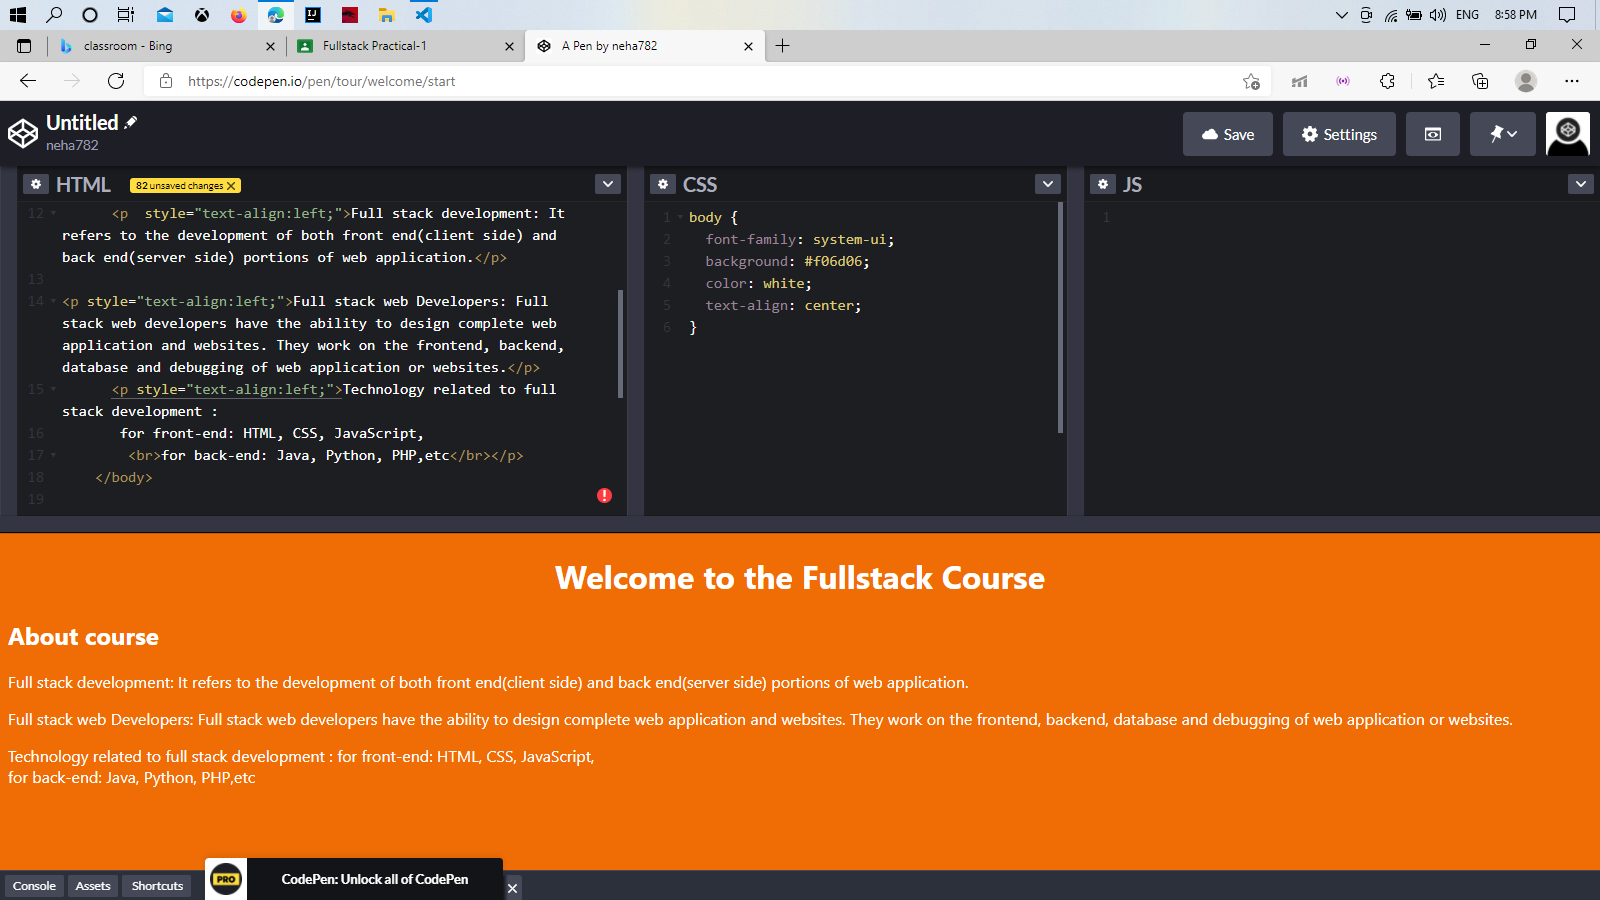 ENG 8:58 PM
classroom - Bing
Fullstack Practical-1
A Pen by neha782
https://codepen.io/pen/tour/welcome/start
Untitled
neha782
Save
Settings
HTML
82 unsaved changes
12 <p  style="text-align:left;">Full stack development: It
refers to the development of both front end(client side) and
back end(server side) portions of web application.</p>
13
14 <p style="text-align:left;">Full stack web Developers: Full
stack web developers have the ability to design complete web
application and websites. They work on the frontend, backend,
database and debugging of web application or websites.</p>
15 <p style="text-align:left;">Technology related to full
stack development :
16 for front-end: HTML, CSS, JavaScript,
17 <br>for back-end: Java, Python, PHP,etc</br></p>
18 </body>
19
CSS
1 body {
2 font-family: system-ui;
3 background: #f06d06;
4 color: white;
5 text-align: center;
6 }
JS
1
Welcome to the Fullstack Course
About course
Full stack development: It refers to the development of both front end(client side) and back end(server side) portions of web application.
Full stack web Developers: Full stack web developers have the ability to design complete web application and websites. They work on the frontend, backend, database and debugging of web application or websites.
Technology related to full stack development : for front-end: HTML, CSS, JavaScript,
for back-end: Java, Python, PHP,etc
Console
Assets
Shortcuts
PRO
CodePen: Unlock all of CodePen